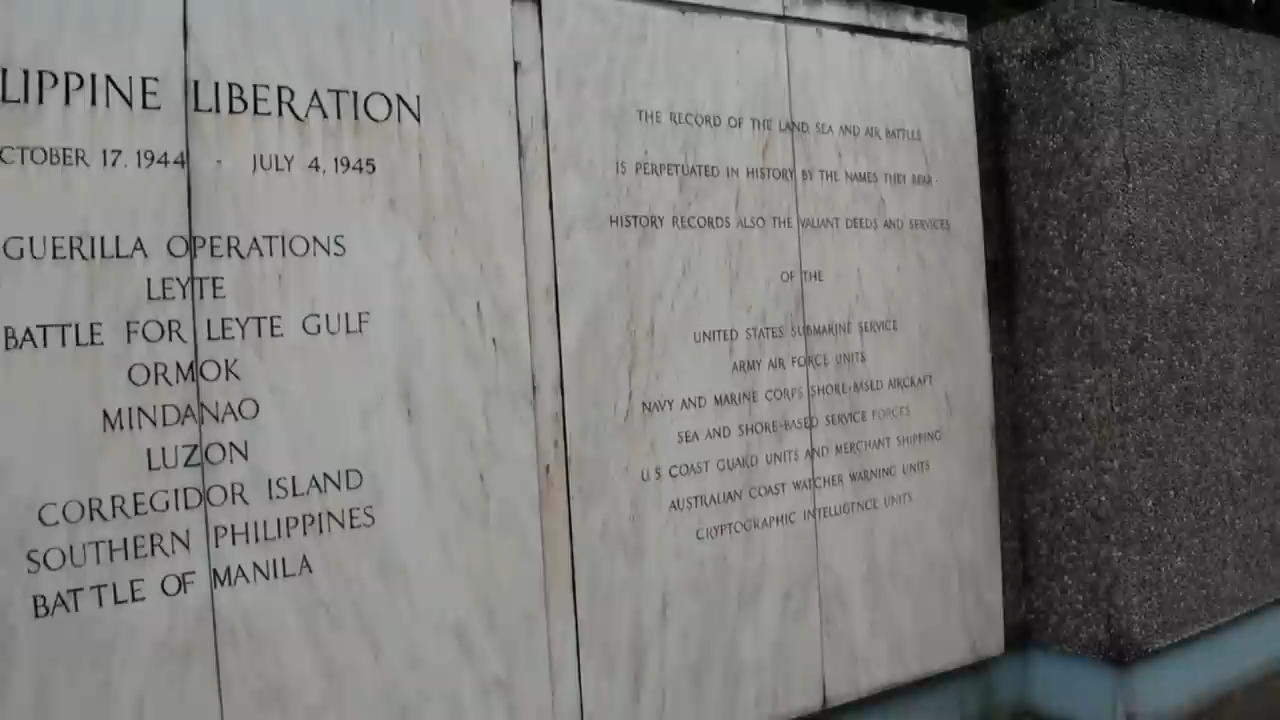 LIPPINE LIBERATION
CTOBER 17. 1944 - JULY 4, 1945
GUERILLA OPERATIONS
LEYTE
BATTLE FOR LEYTE GULF
ORMOK
MINDANAO
LUZON
CORREGIDOR ISLAND
SOUTHERN PHILIPPINES
BATTLE OF MANILA
THE RECORD OF THE LAND, SEA AND AIR BATTLES
IS PERPETUATED IN HISTORY BY THE NAMES THEY BEAR -
HISTORY RECORDS ALSO THE VALIANT DEEDS AND SERVICES
OF THE
UNITED STATES SUBMARINE SERVICE
ARMY AIR FORCE UNITS
NAVY AND MARINE CORPS SHORE-BASED AIRCRAFT
SEA AND SHORE-BASED SERVICE FORCES
U S COAST GUARD UNITS AND MERCHANT SHIPPING
AUSTRALIAN COAST WATCHER WARNING UNITS
CRYPTOGRAPHIC INTELLIGENCE UNITS